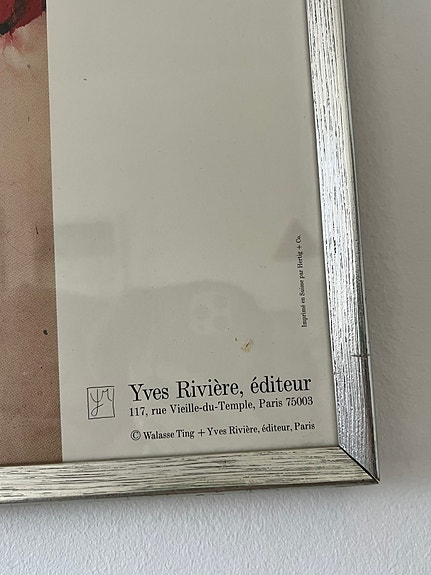 Imprimé en Suisse par Hertig + Co.
Yves Rivière, éditeur
117, rue Vieille-du-Temple, Paris 75003
© Walasse Ting + Yves Rivière, éditeur, Paris